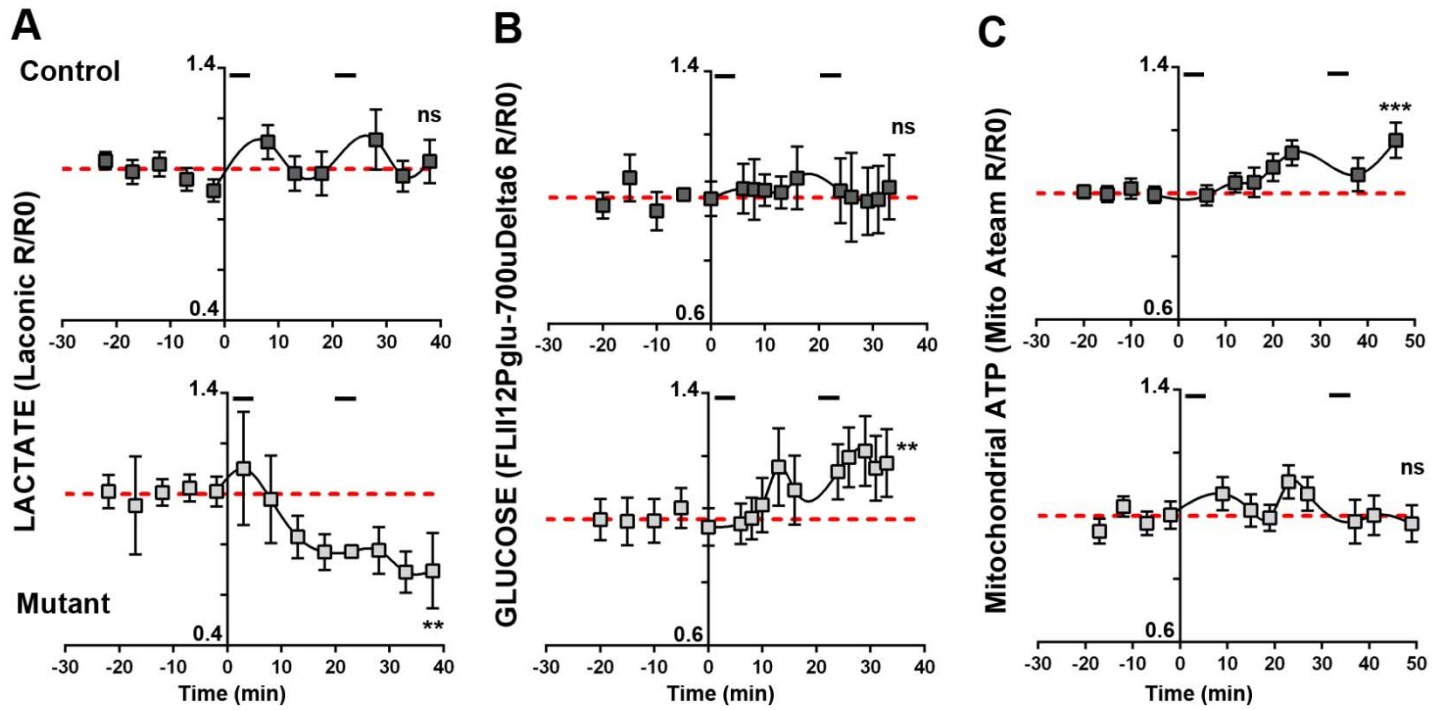 A
B
C
Control
Mutant
LACTATE (Laconic R/R0)
1.4
ns
0.4
-30 -20 -10 0 10 20 30 40
1.4
**
0.4
-30 -20 -10 0 10 20 30 40
Time (min)
GLUCOSE (FLII12Pglu-700uDelta6 R/R0)
1.4
ns
0.6
-30 -20 -10 0 10 20 30 40
1.4
**
0.6
-30 -20 -10 0 10 20 30 40
Time (min)
Mitochondrial ATP (Mito Ateam R/R0)
1.4
***
0.6
-30 -20 -10 0 10 20 30 40 50
1.4
ns
0.6
-30 -20 -10 0 10 20 30 40 50
Time (min)